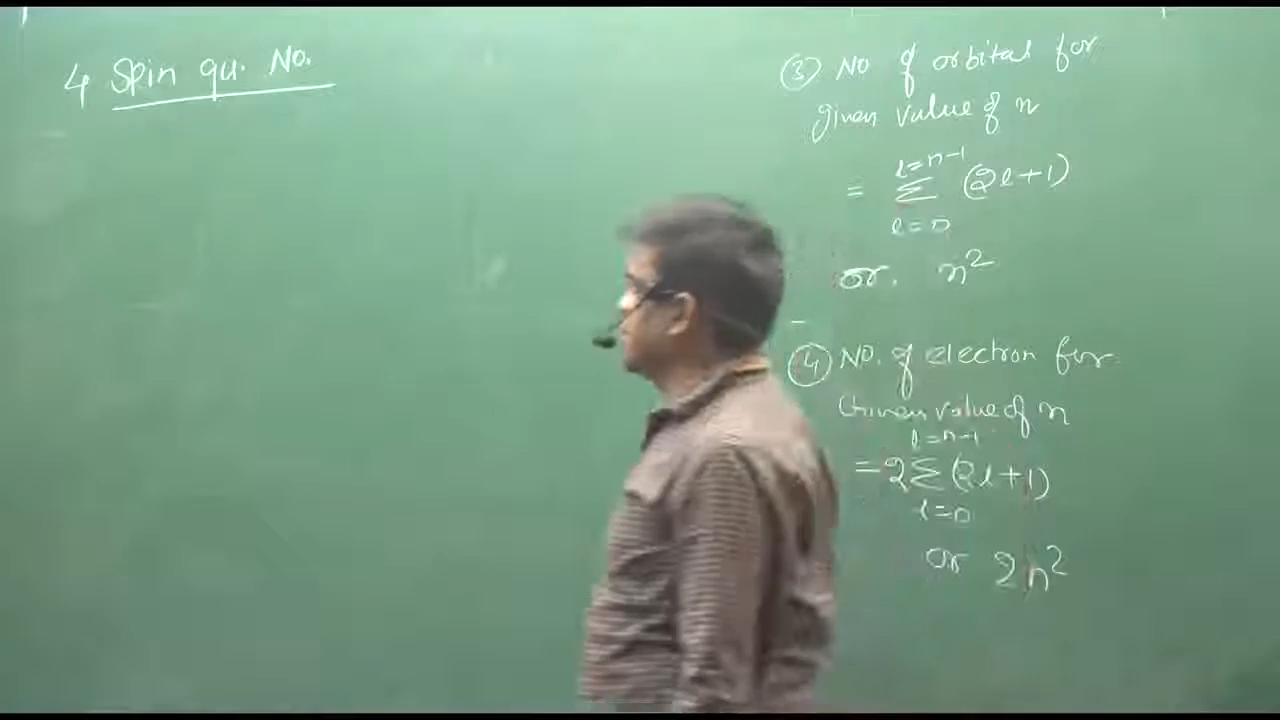 4 Spin qu. No.
③ NO of orbital for
given value of n
l=n-1
= Σ (2l+1)
l=0
or. n²
④ NO. of electron for
Given value of n
l=n-1
=2Σ(2l+1)
l=0
or 2n²